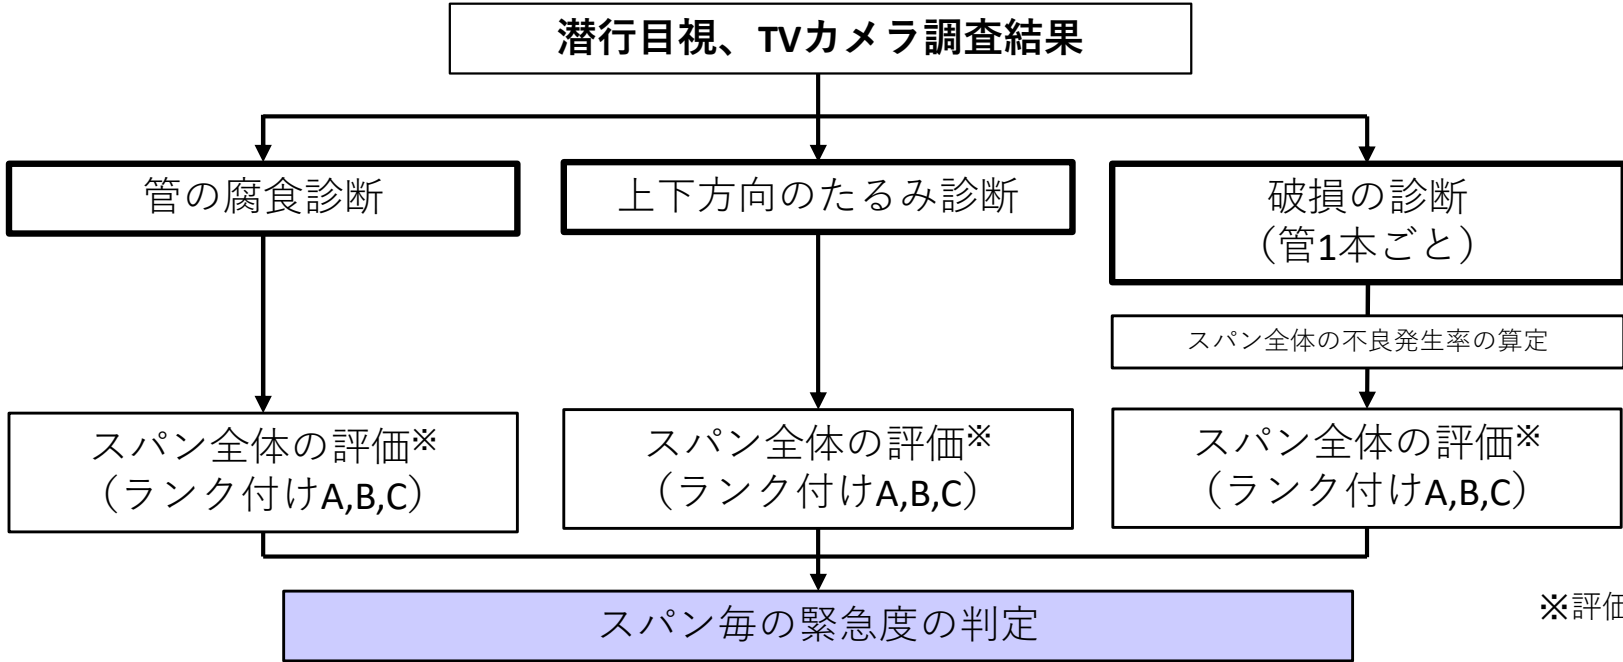 潜行目視、TVカメラ調査結果
管の腐食診断
上下方向のたるみ診断
破損の診断
（管1本ごと）
スパン全体の不良発生率の算定
スパン全体の評価※
（ランク付けA,B,C）
スパン全体の評価※
（ランク付けA,B,C）
スパン全体の評価※
（ランク付けA,B,C）
スパン毎の緊急度の判定
※評価